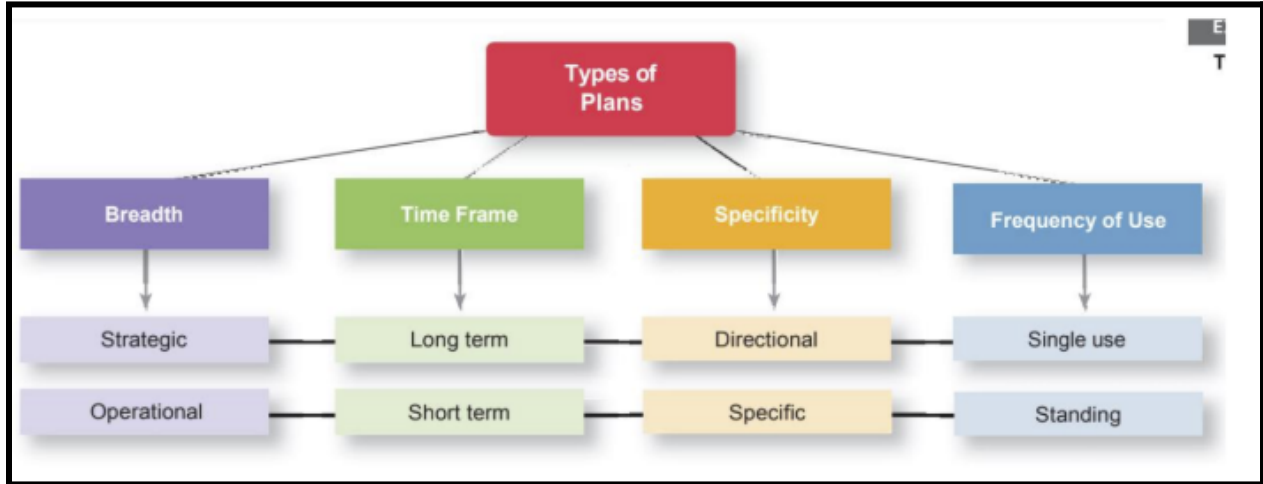 E
T
Types of
Plans
Breadth
Time Frame
Specificity
Frequency of Use
Strategic
Long term
Directional
Single use
Operational
Short term
Specific
Standing